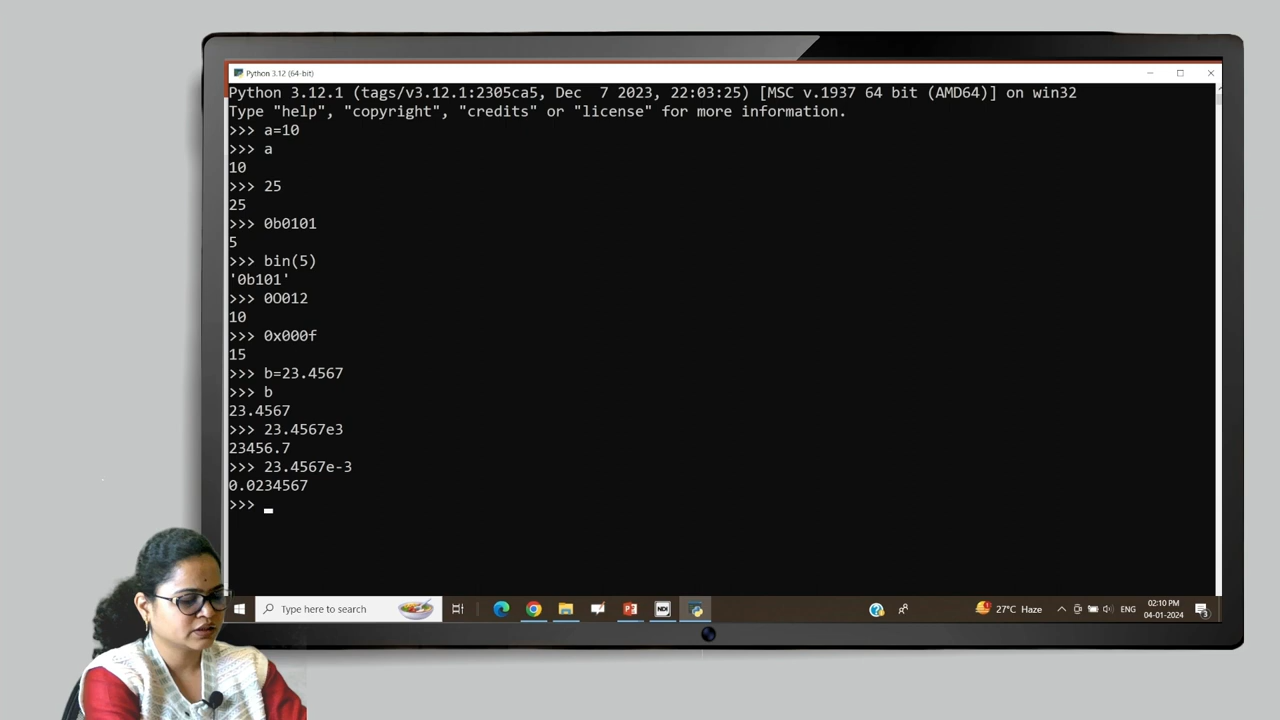 Python 3.12 (64-bit)
Python 3.12.1 (tags/v3.12.1:2305ca5, Dec  7 2023, 22:03:25) [MSC v.1937 64 bit (AMD64)] on win32
Type "help", "copyright", "credits" or "license" for more information.
>>> a=10
>>> a
10
>>> 25
25
>>> 0b0101
5
>>> bin(5)
'0b101'
>>> 0O012
10
>>> 0x000f
15
>>> b=23.4567
>>> b
23.4567
>>> 23.4567e3
23456.7
>>> 23.4567e-3
0.0234567
>>>
Type here to search
NDI
27°C Haze
ENG
02:10 PM
04-01-2024
3